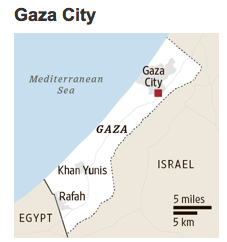 Gaza City
Mediterranean
Sea
Gaza
City
GAZA
Khan Yunis
ISRAEL
Rafah
EGYPT
5 miles
5 km